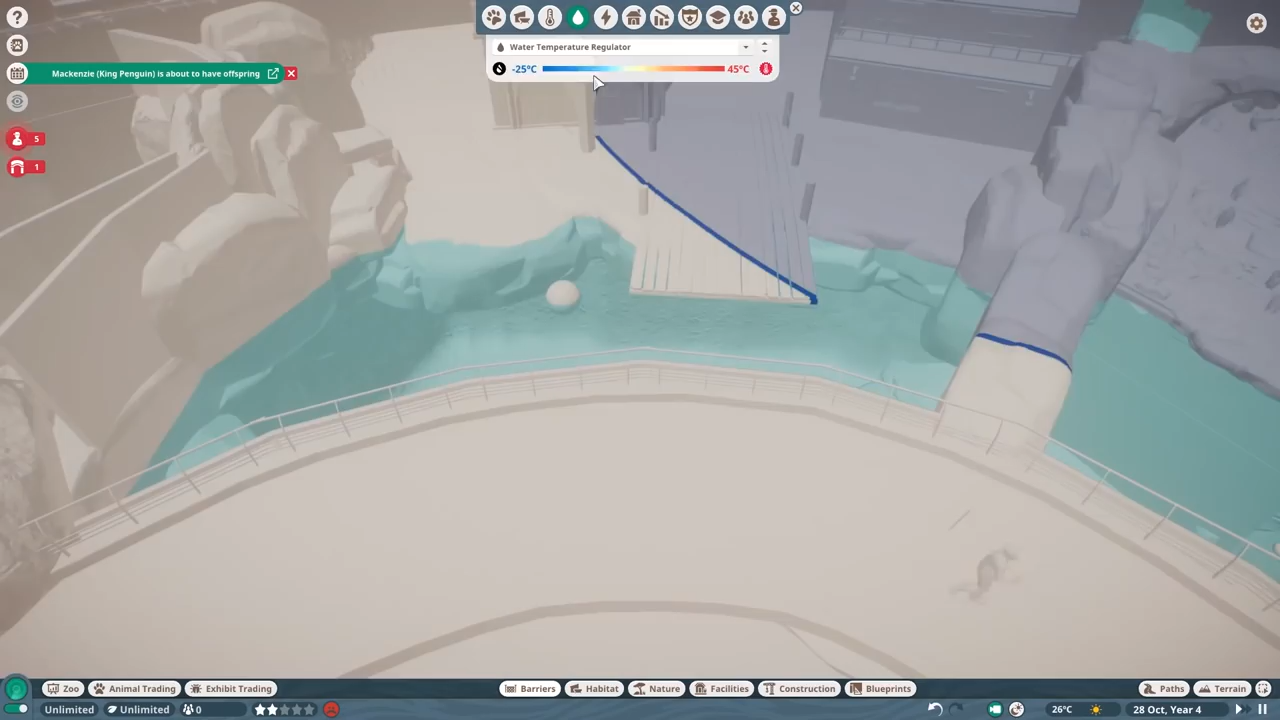 Water Temperature Regulator
-25°C
45°C
Mackenzie (King Penguin) is about to have offspring
5
1
Zoo
Animal Trading
Exhibit Trading
Barriers
Habitat
Nature
Facilities
Construction
Blueprints
Paths
Terrain
Unlimited
Unlimited
0
26°C
28 Oct, Year 4